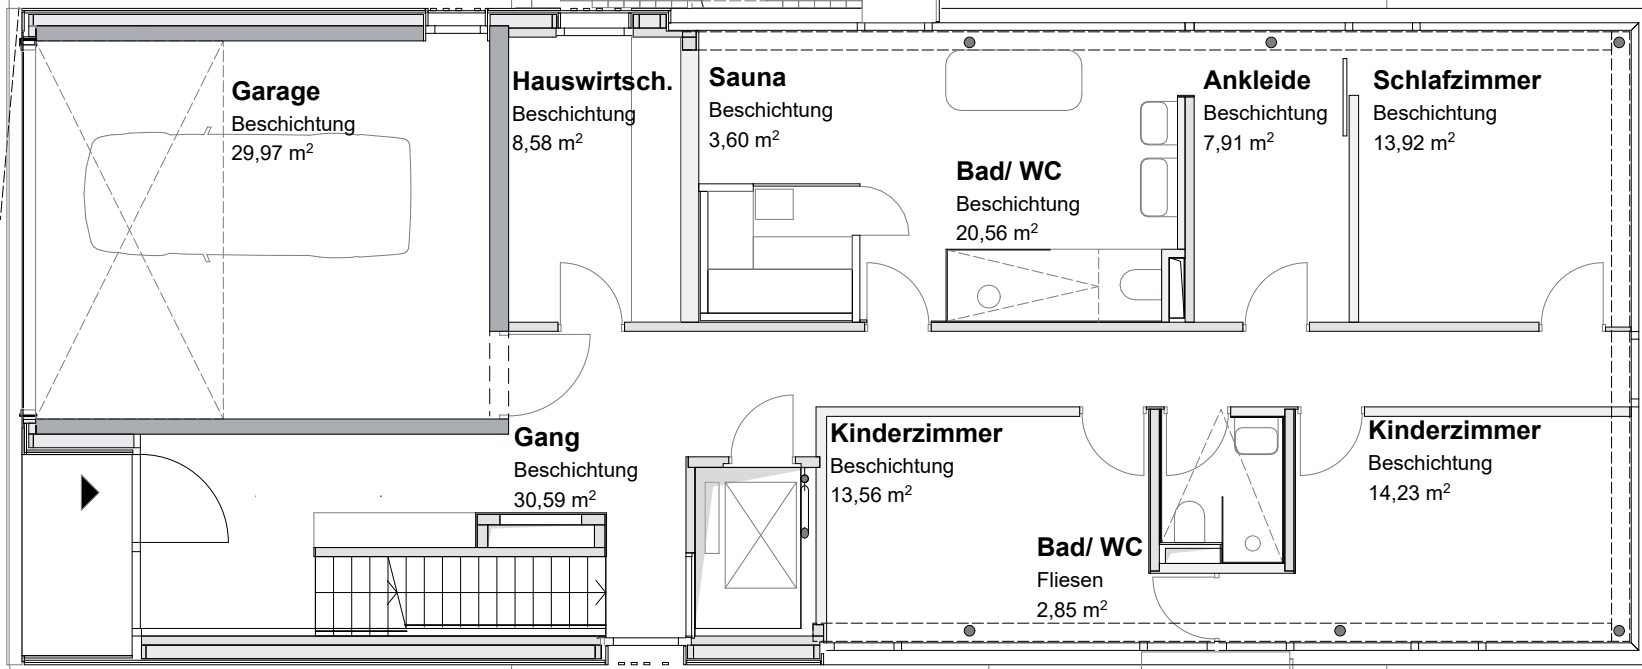 Garage
Beschichtung
29,97 m²
Hauswirtsch.
Beschichtung
8,58 m²
Sauna
Beschichtung
3,60 m²
Bad/ WC
Beschichtung
20,56 m²
Ankleide
Beschichtung
7,91 m²
Schlafzimmer
Beschichtung
13,92 m²
Gang
Beschichtung
30,59 m²
Kinderzimmer
Beschichtung
13,56 m²
Bad/ WC
Fliesen
2,85 m²
Kinderzimmer
Beschichtung
14,23 m²